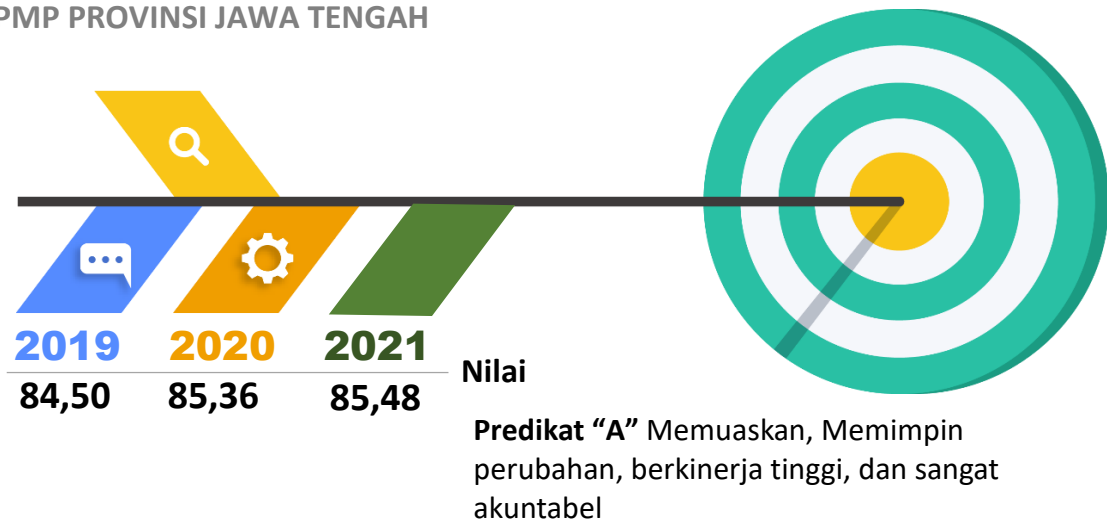 PMP PROVINSI JAWA TENGAH
2019 2020 2021
Nilai
84,50 85,36 85,48
Predikat “A” Memuaskan, Memimpin
perubahan, berkinerja tinggi, dan sangat
akuntabel